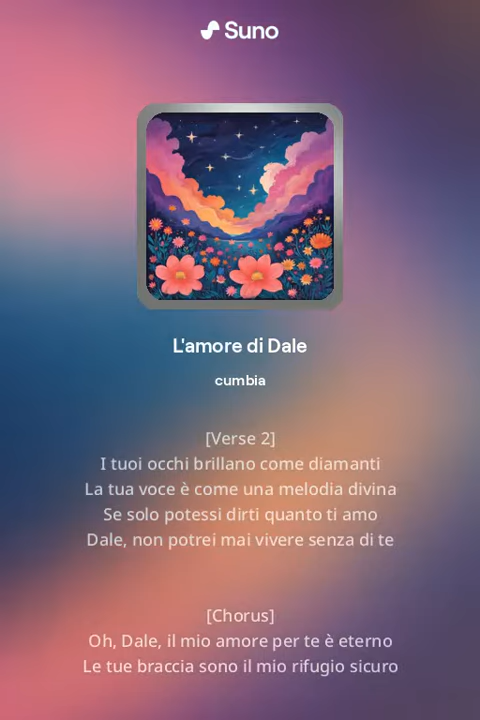 Suno
L'amore di Dale
cumbia
[Verse 2]
I tuoi occhi brillano come diamanti
La tua voce è come una melodia divina
Se solo potessi dirti quanto ti amo
Dale, non potrei mai vivere senza di te
[Chorus]
Oh, Dale, il mio amore per te è eterno
Le tue braccia sono il mio rifugio sicuro